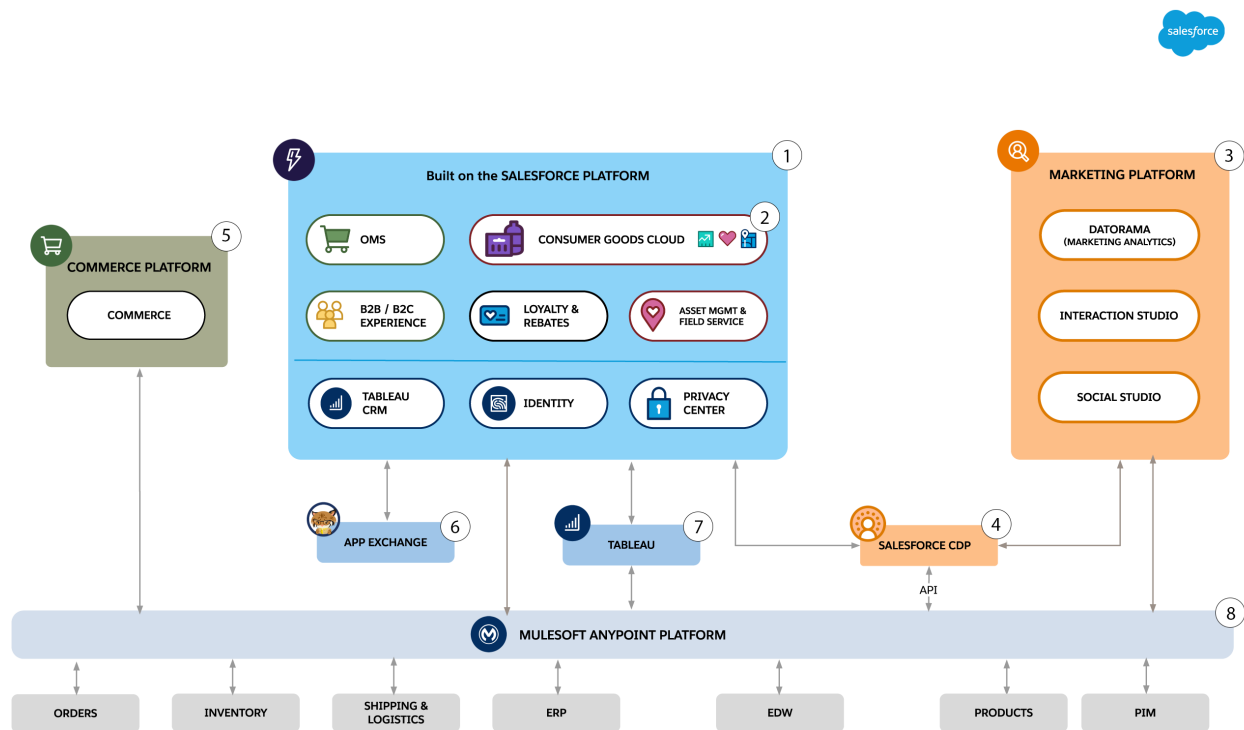 salesforce
1
Built on the SALESFORCE PLATFORM
2
OMS
CONSUMER GOODS CLOUD
B2B / B2C
EXPERIENCE
LOYALTY &
REBATES
ASSET MGMT &
FIELD SERVICE
TABLEAU
CRM
IDENTITY
PRIVACY
CENTER
3
MARKETING PLATFORM
DATORAMA
(MARKETING ANALYTICS)
INTERACTION STUDIO
SOCIAL STUDIO
5
COMMERCE PLATFORM
COMMERCE
6
APP EXCHANGE
7
TABLEAU
4
SALESFORCE CDP
API
8
MULESOFT ANYPOINT PLATFORM
ORDERS
INVENTORY
SHIPPING &
LOGISTICS
ERP
EDW
PRODUCTS
PIM